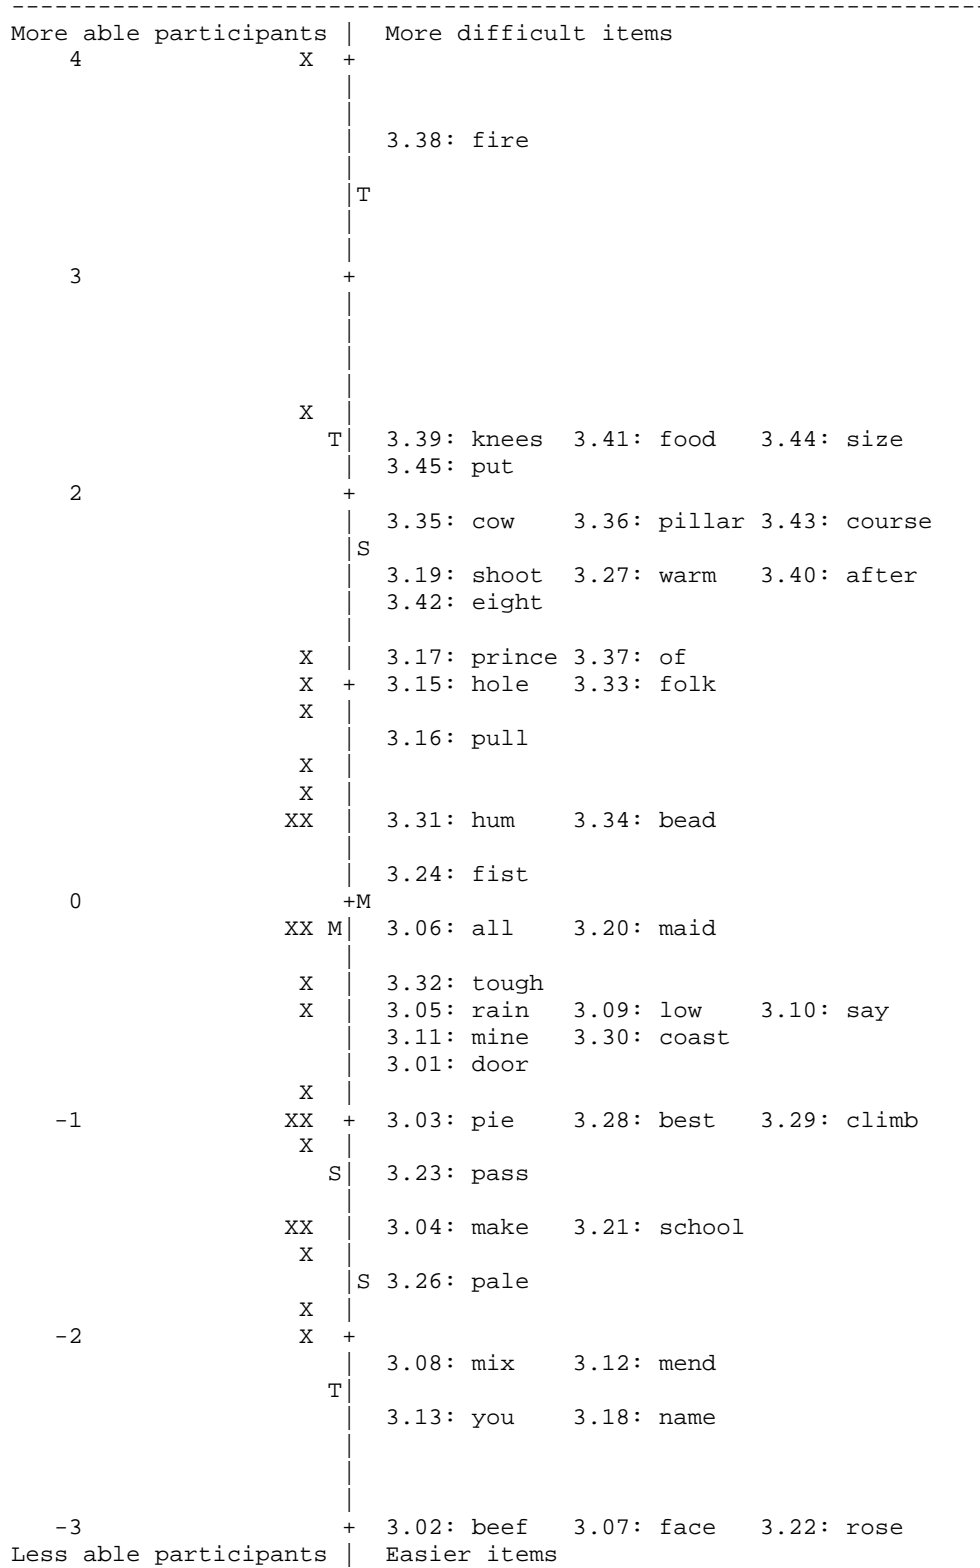 More able participants | More difficult items
4 X +
|
|
| 3.38: fire
|
|T
|
|
3 +
|
|
|
|
X |
T| 3.39: knees 3.41: food 3.44: size
| 3.45: put
2 +
| 3.35: cow 3.36: pillar 3.43: course
|S
| 3.19: shoot 3.27: warm 3.40: after
| 3.42: eight
|
X | 3.17: prince 3.37: of
X + 3.15: hole 3.33: folk
X |
| 3.16: pull
X |
X |
XX | 3.31: hum 3.34: bead
|
| 3.24: fist
0 +M
XX M| 3.06: all 3.20: maid
|
X | 3.32: tough
X | 3.05: rain 3.09: low 3.10: say
| 3.11: mine 3.30: coast
| 3.01: door
X |
-1 XX + 3.03: pie 3.28: best 3.29: climb
X |
S| 3.23: pass
|
XX | 3.04: make 3.21: school
X |
|S 3.26: pale
X |
-2 X +
| 3.08: mix 3.12: mend
T|
| 3.13: you 3.18: name
|
|
|
-3 + 3.02: beef 3.07: face 3.22: rose
Less able participants | Easier items